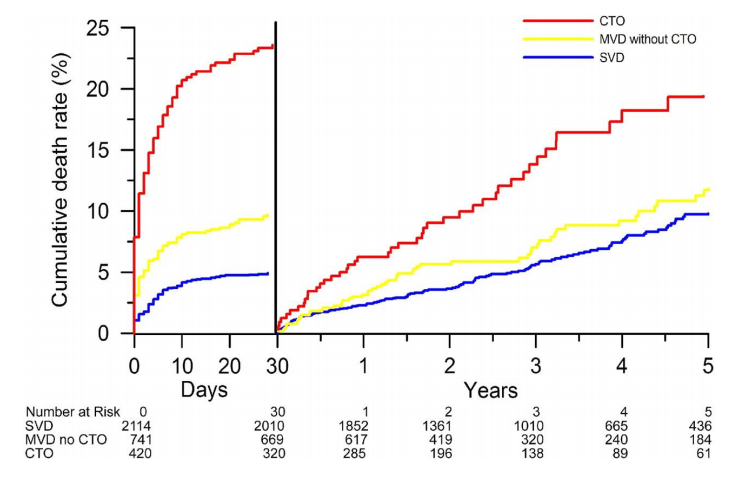 CTO
MVD without CTO
SVD
Cumulative death rate (%)
25
20
15
10
5
0
0 10 20 30 1 2 3 4 5
Days Years
Number at Risk 0 30 1 2 3 4 5
SVD 2114 2010 1852 1361 1010 665 436
MVD no CTO 741 669 617 419 320 240 184
CTO 420 320 285 196 138 89 61